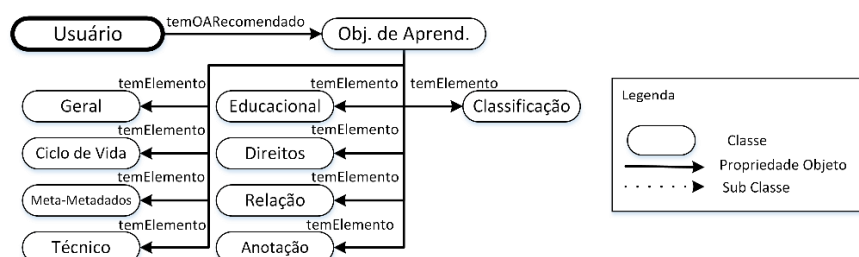 temOARecomendado
Usuário
Obj. de Aprend.
temElemento
temElemento
temElemento
Geral
Educacional
Classificação
temElemento
temElemento
Ciclo de Vida
Direitos
temElemento
temElemento
Meta-Metadados
Relação
temElemento
temElemento
Técnico
Anotação
Legenda
Classe
Propriedade Objeto
Sub Classe